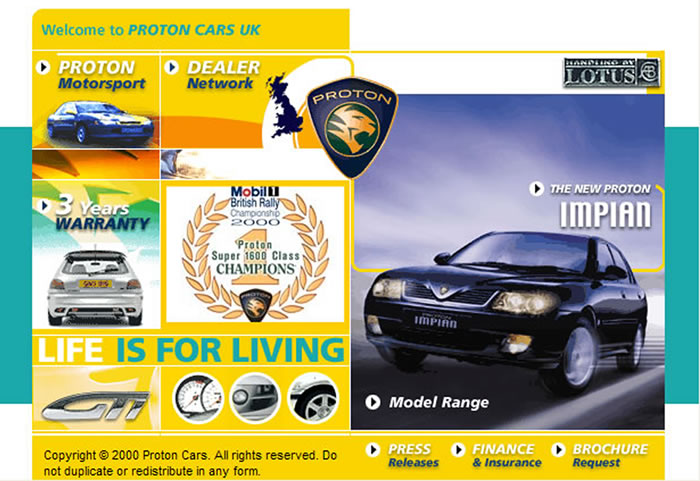 Welcome to PROTON CARS UK
PROTON
Motorsport
DEALER
Network
HANDLING BY
LOTUS
PROTON
3 Years
WARRANTY
Mobil 1
British Rally
Championship
2000
1
Proton
Super 1600 Class
CHAMPIONS
THE NEW PROTON
IMPIAN
PROTON
IMPIAN
LIFE IS FOR LIVING
GTi
Model Range
Copyright © 2000 Proton Cars. All rights reserved. Do
not duplicate or redistribute in any form.
PRESS
Releases
FINANCE
& Insurance
BROCHURE
Request